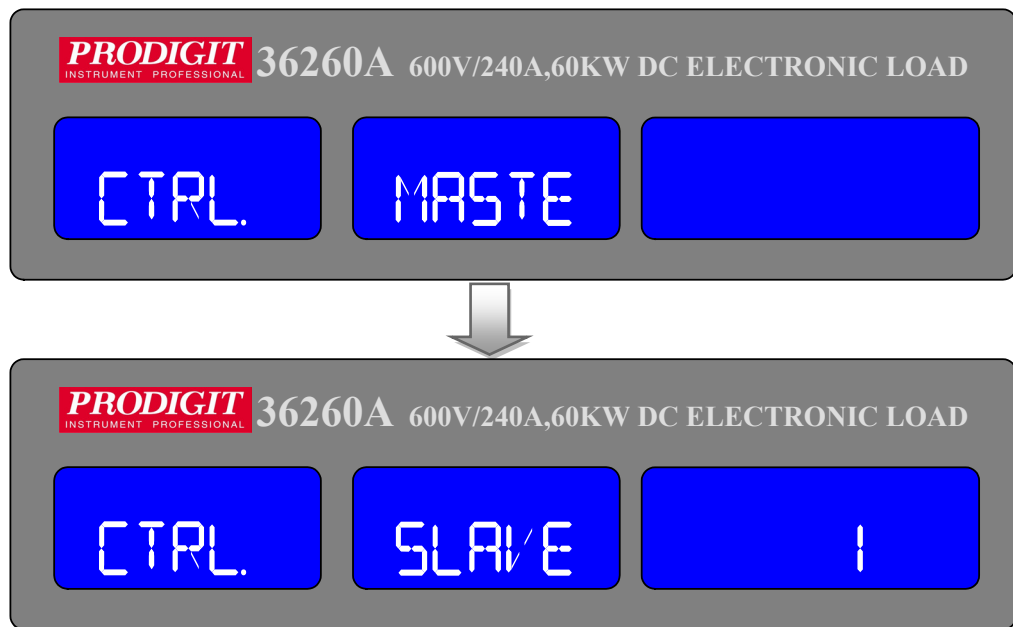 PRODIGIT
INSTRUMENT PROFESSIONAL
36260A 600V/240A,60KW DC ELECTRONIC LOAD
CTRL. MASTE
PRODIGIT
INSTRUMENT PROFESSIONAL
36260A 600V/240A,60KW DC ELECTRONIC LOAD
CTRL. SLAVE 1